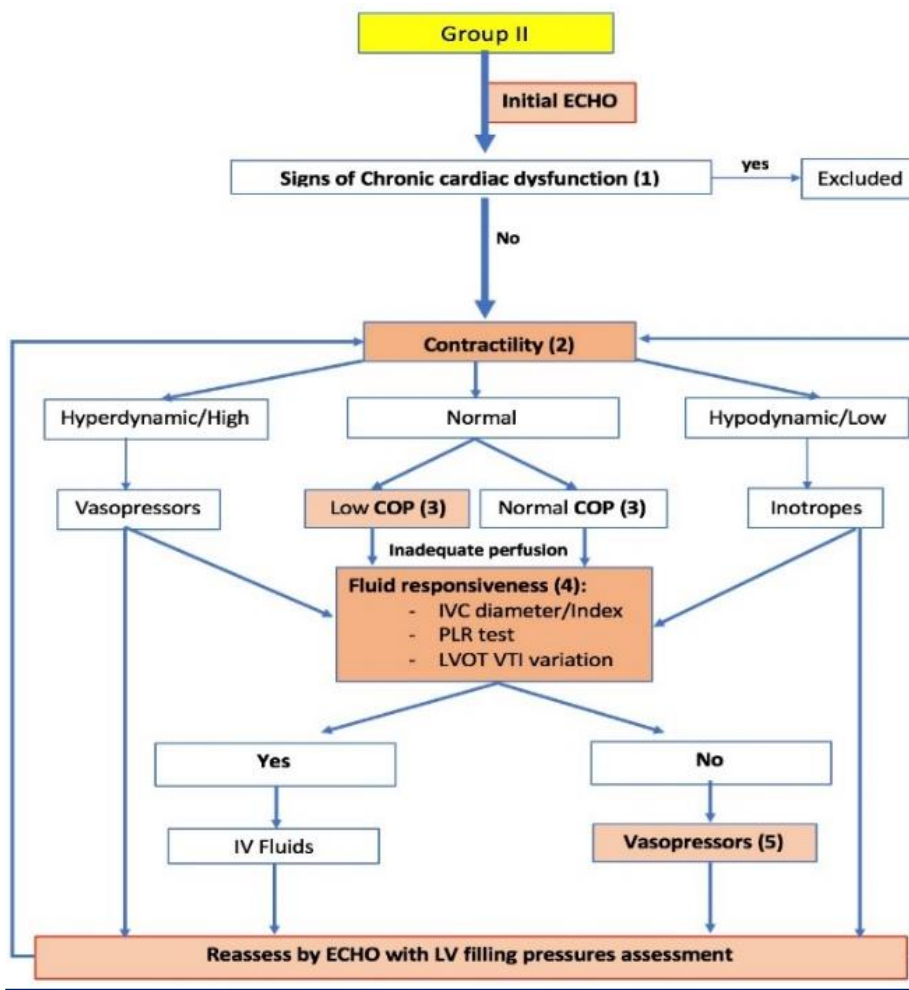 Group II
Initial ECHO
Signs of Chronic cardiac dysfunction (1)
yes
Excluded
No
Contractility (2)
Hyperdynamic/High
Normal
Hypodynamic/Low
Vasopressors
Low COP (3)
Normal COP (3)
Inotropes
Inadequate perfusion
Fluid responsiveness (4):
- IVC diameter/Index
- PLR test
- LVOT VTI variation
Yes
No
IV Fluids
Vasopressors (5)
Reassess by ECHO with LV filling pressures assessment